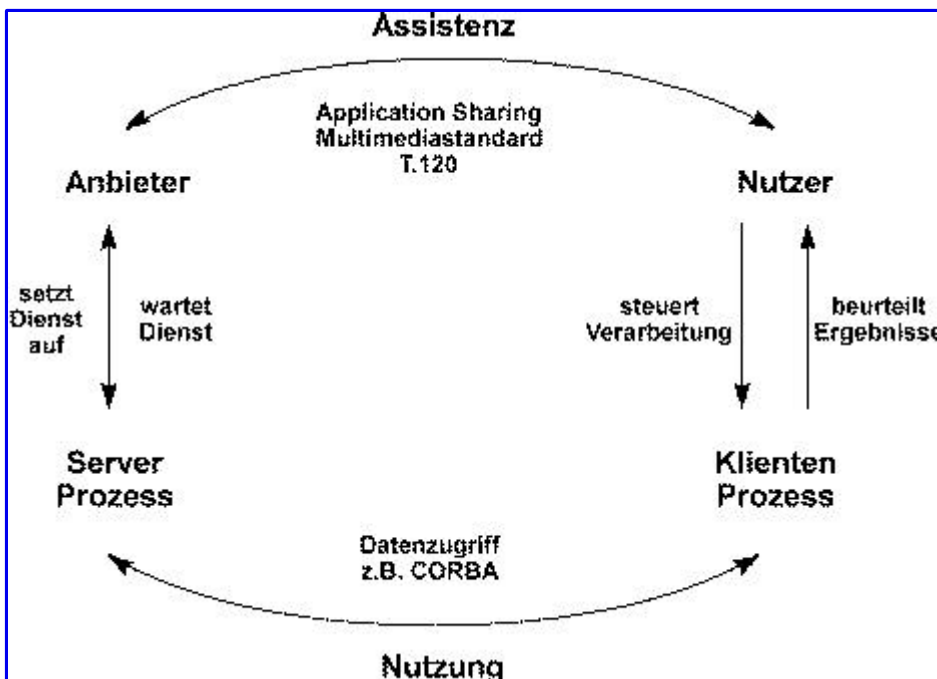 Assistenz
Application Sharing
Multimediastandard
T.120
Anbieter
Nutzer
setzt
Dienst
auf
wartet
Dienst
steuert
Verarbeitung
beurteilt
Ergebnisse
Server
Prozess
Klienten
Prozess
Datenzugriff
z.B. CORBA
Nutzung